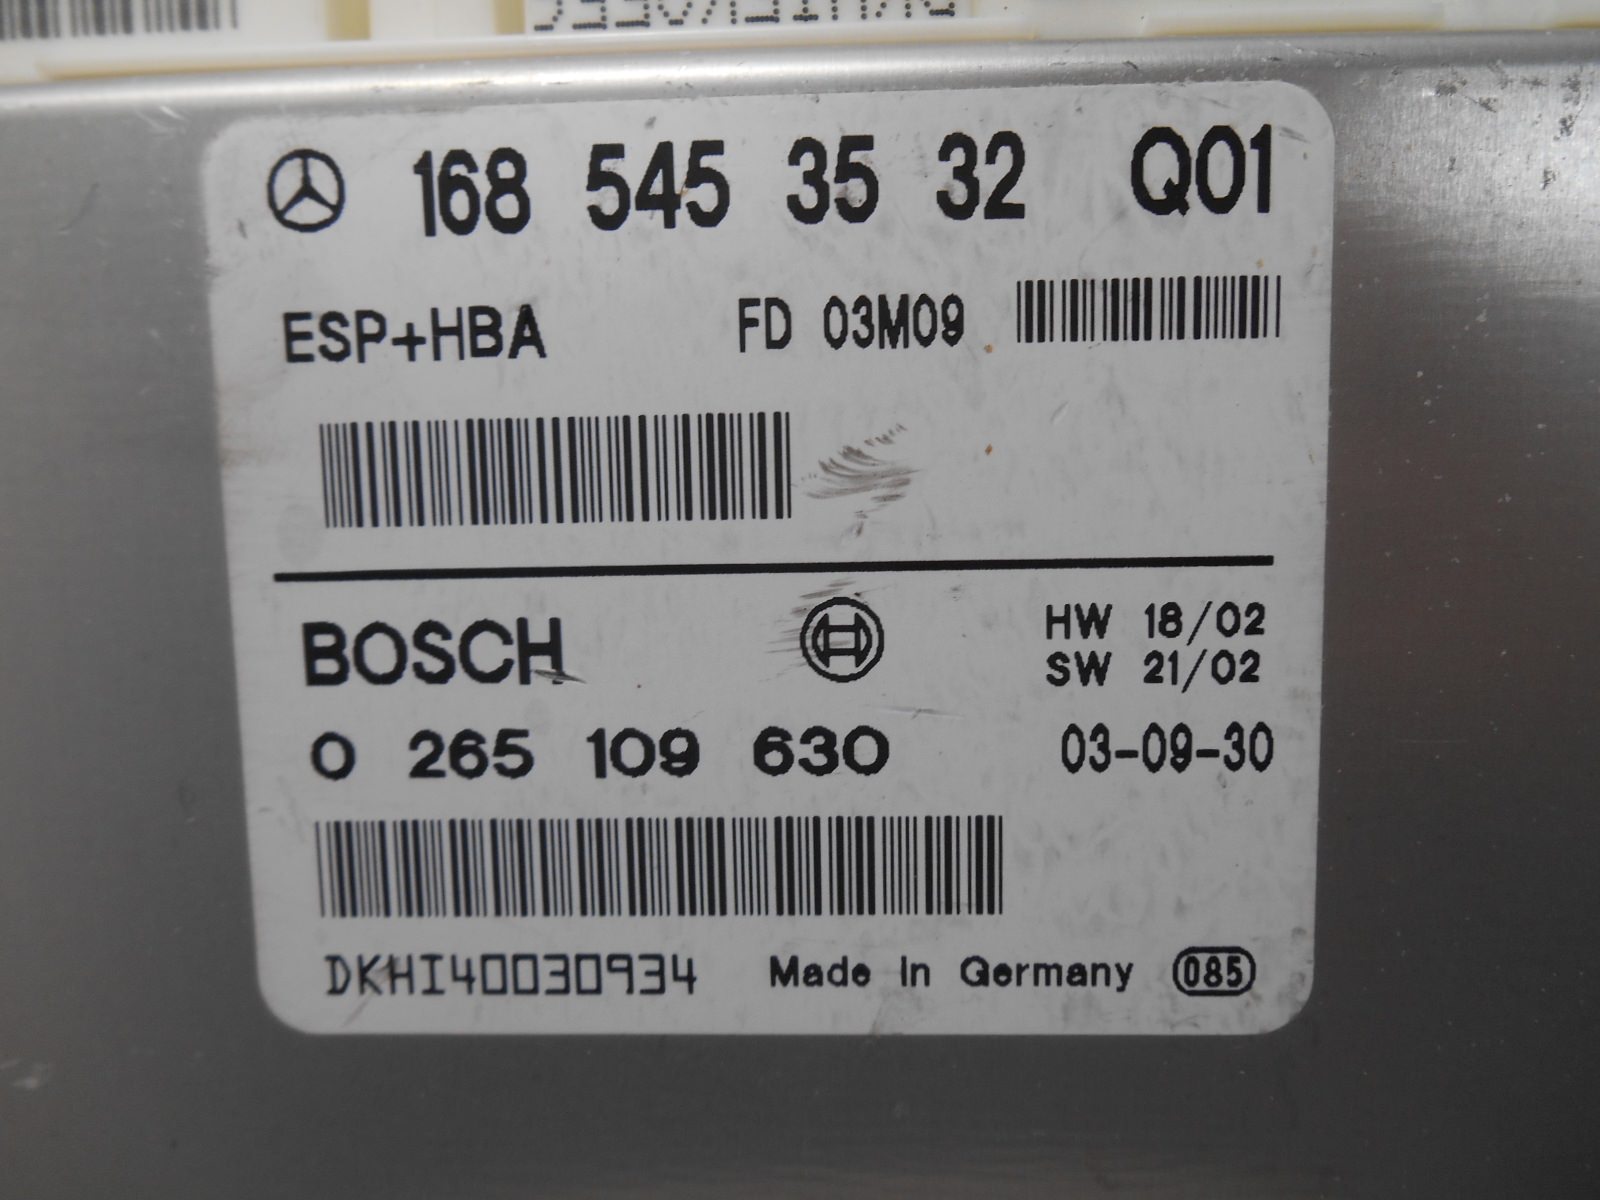 168 545 35 32 Q01
ESP+HBA FD 03M09
BOSCH HW 18/02
SW 21/02
0 265 109 630 03-09-30
DKHI40030934 Made in Germany 085